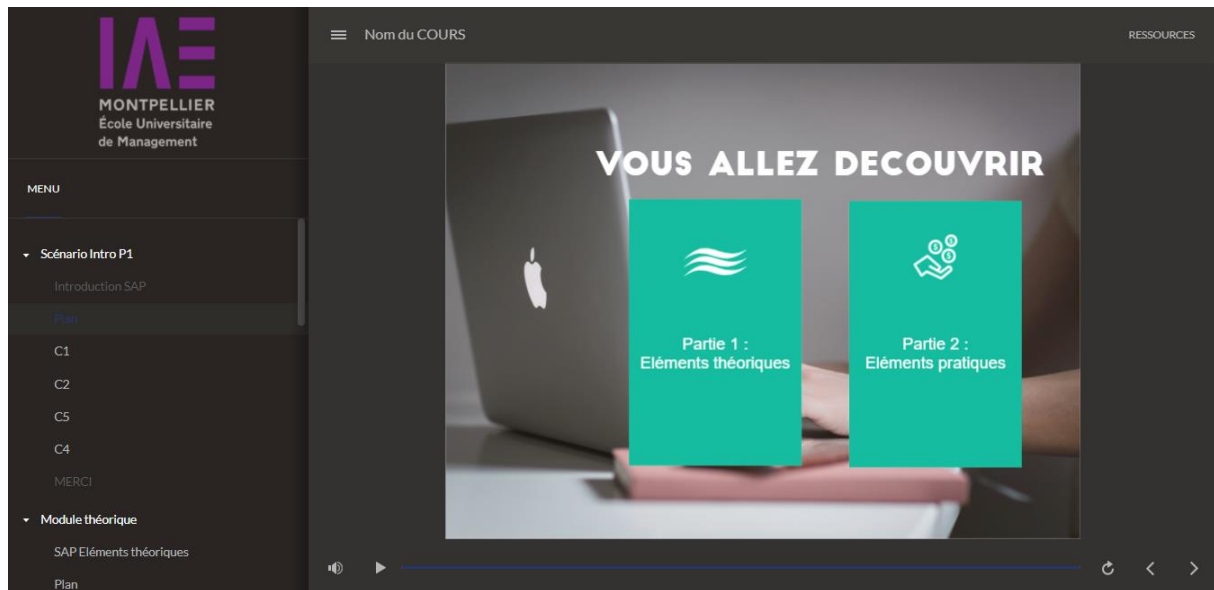 IAE
MONTPELLIER
École Universitaire
de Management
MENU
Scénario Intro P1
Introduction SAP
Plan
C1
C2
C5
C4
MERCI
Module théorique
SAP Eléments théoriques
Plan
Nom du COURS
RESSOURCES
VOUS ALLEZ DECOUVRIR
Partie 1 :
Eléments théoriques
Partie 2 :
Eléments pratiques